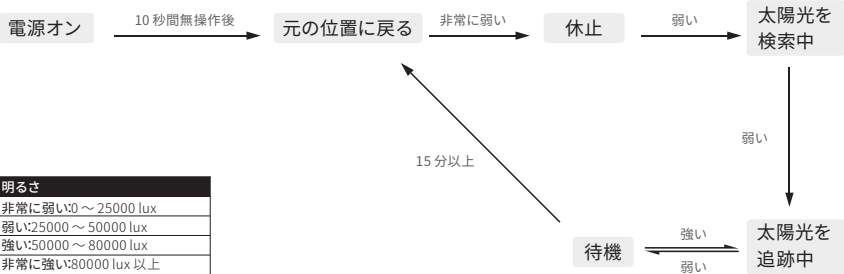 電源オン
10 秒間無操作後
元の位置に戻る
非常に弱い
休止
弱い
太陽光を
検索中
弱い
15 分以上
明るさ
非常に弱い:0 〜 25000 lux
弱い:25000 〜 50000 lux
強い:50000 〜 80000 lux
非常に強い:80000 lux 以上
待機
強い
弱い
太陽光を
追跡中